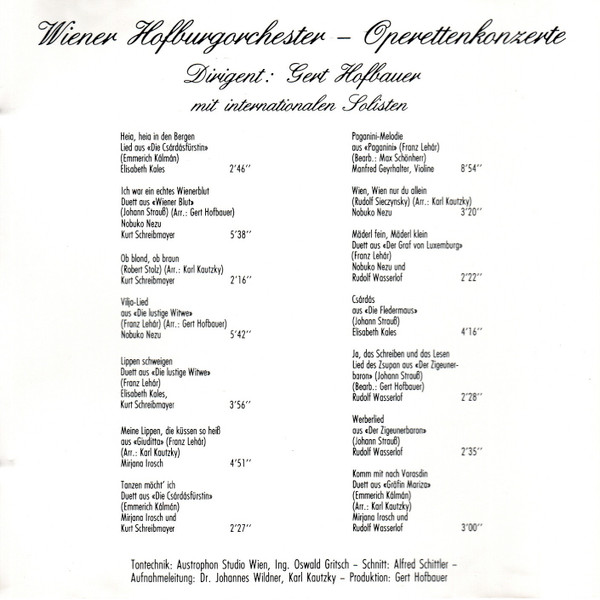 Wiener Hofburgorchester – Operettenkonzerte
Dirigent: Gert Hofbauer
mit internationalen Solisten
Heia, heia in den Bergen
Lied aus «Die Csárdásfürstin»
(Emmerich Kálmán)
Elisabeth Kales 2'46''
Ich war ein echtes Wienerblut
Duett aus «Wiener Blut»
(Johann Strauß) (Arr.: Gert Hofbauer)
Nobuko Nezu
Kurt Schreibmayer 5'38''
Ob blond, ob braun
(Robert Stolz) (Arr.: Karl Kautzky)
Kurt Schreibmayer 2'16''
Vilja-Lied
aus «Die lustige Witwe»
(Franz Lehár) (Arr.: Gert Hofbauer)
Nobuko Nezu 5'42''
Lippen schweigen
Duett aus «Die lustige Witwe»
(Franz Lehár)
Elisabeth Kales,
Kurt Schreibmayer 3'56''
Meine Lippen, die küssen so heiß
aus «Giuditta» (Franz Lehár)
(Arr.: Karl Kautzky)
Mirjana Irosch 4'51''
Tanzen möcht' ich
Duett aus «Die Csárdásfürstin»
(Emmerich Kálmán)
Mirjana Irosch und
Kurt Schreibmayer 2'27''
Paganini-Melodie
aus «Paganini» (Franz Lehár)
(Bearb.: Max Schönherr)
Manfred Geyrhalter, Violine 8'54''
Wien, Wien nur du allein
(Rudolf Sieczynsky) (Arr.: Karl Kautzky)
Nobuko Nezu 3'20''
Mäderl fein, Mäderl klein
Duett aus «Der Graf von Luxemburg»
(Franz Lehár)
Nobuko Nezu und
Rudolf Wasserlof 2'22''
Csárdás
aus «Die Fledermaus»
(Johann Strauß)
Elisabeth Kales 4'16''
Ja, das Schreiben und das Lesen
Lied des Zsupan aus «Der Zigeuner-
baron» (Johann Strauß)
(Bearb.: Gert Hofbauer)
Rudolf Wasserlof 2'28''
Werberlied
aus «Der Zigeunerbaron»
(Johann Strauß)
Rudolf Wasserlof 2'35''
Komm mit nach Varasdin
Duett aus «Gräfin Mariza»
(Emmerich Kálmán)
(Arr.: Karl Kautzky)
Mirjana Irosch und
Rudolf Wasserlof 3'00''
Tontechnik: Austrophon Studio Wien, Ing. Oswald Gritsch – Schnitt: Alfred Schittler –
Aufnahmeleitung: Dr. Johannes Wildner, Karl Kautzky – Produktion: Gert Hofbauer